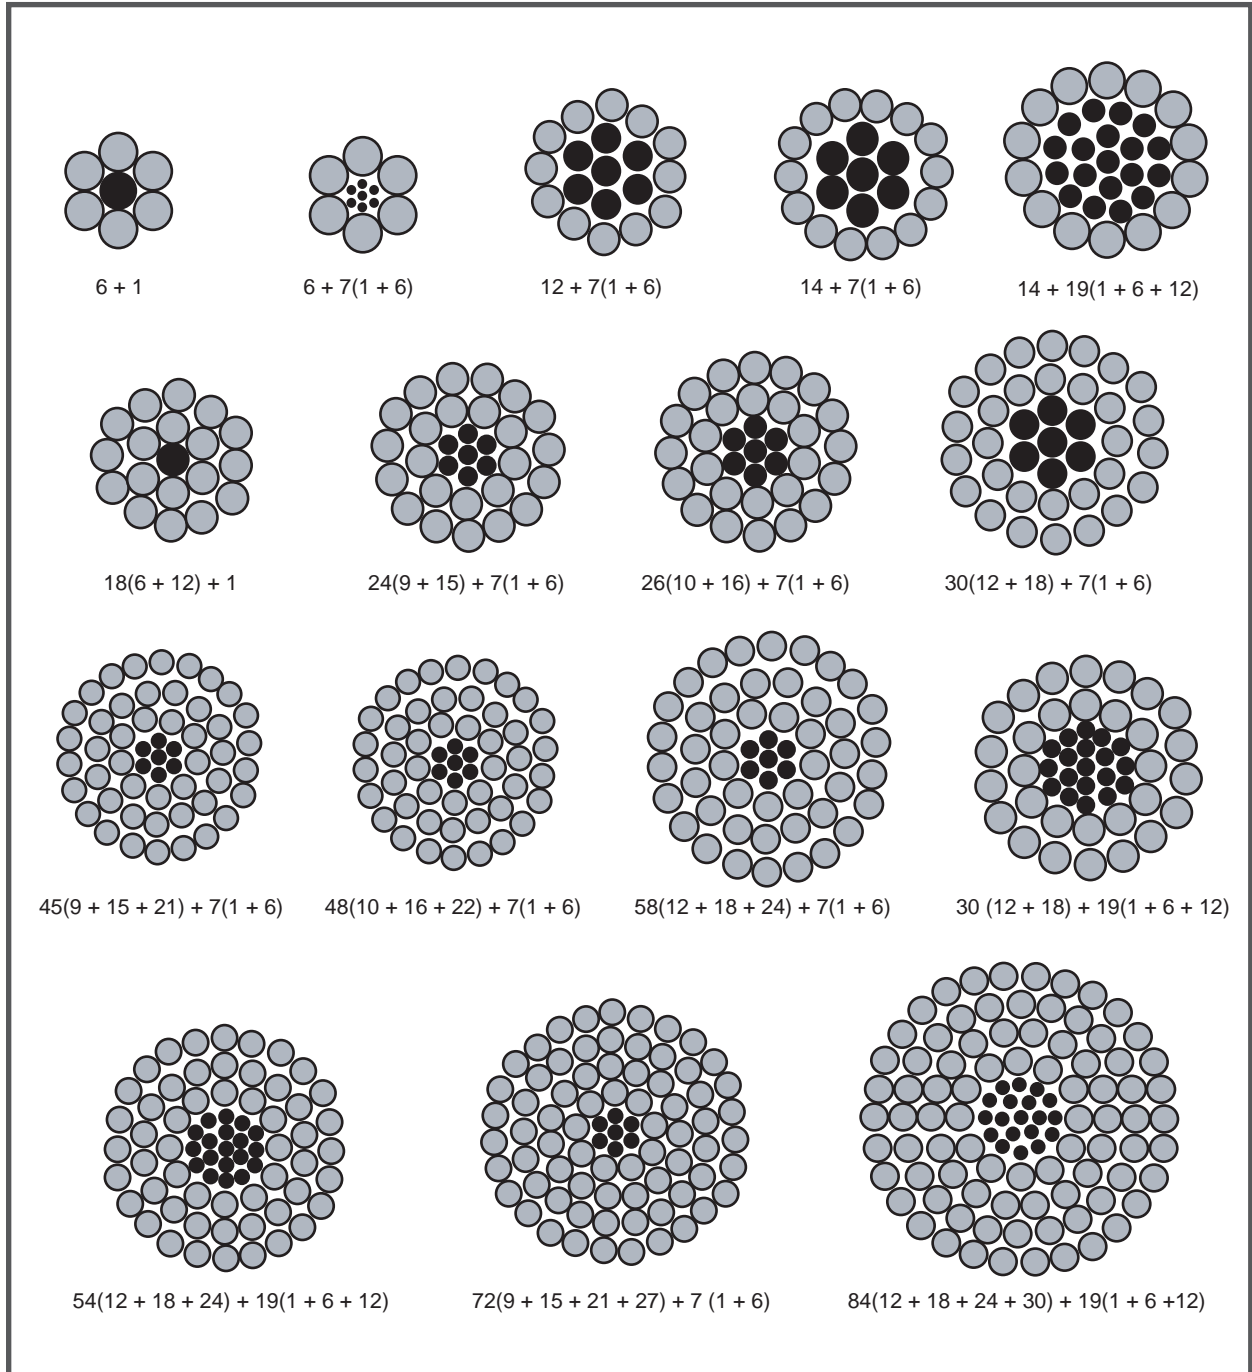 6 + 1
6 + 7(1 + 6)
12 + 7(1 + 6)
14 + 7(1 + 6)
14 + 19(1 + 6 + 12)
18(6 + 12) + 1
24(9 + 15) + 7(1 + 6)
26(10 + 16) + 7(1 + 6)
30(12 + 18) + 7(1 + 6)
45(9 + 15 + 21) + 7(1 + 6)
48(10 + 16 + 22) + 7(1 + 6)
58(12 + 18 + 24) + 7(1 + 6)
30 (12 + 18) + 19(1 + 6 + 12)
54(12 + 18 + 24) + 19(1 + 6 + 12)
72(9 + 15 + 21 + 27) + 7 (1 + 6)
84(12 + 18 + 24 + 30) + 19(1 + 6 +12)